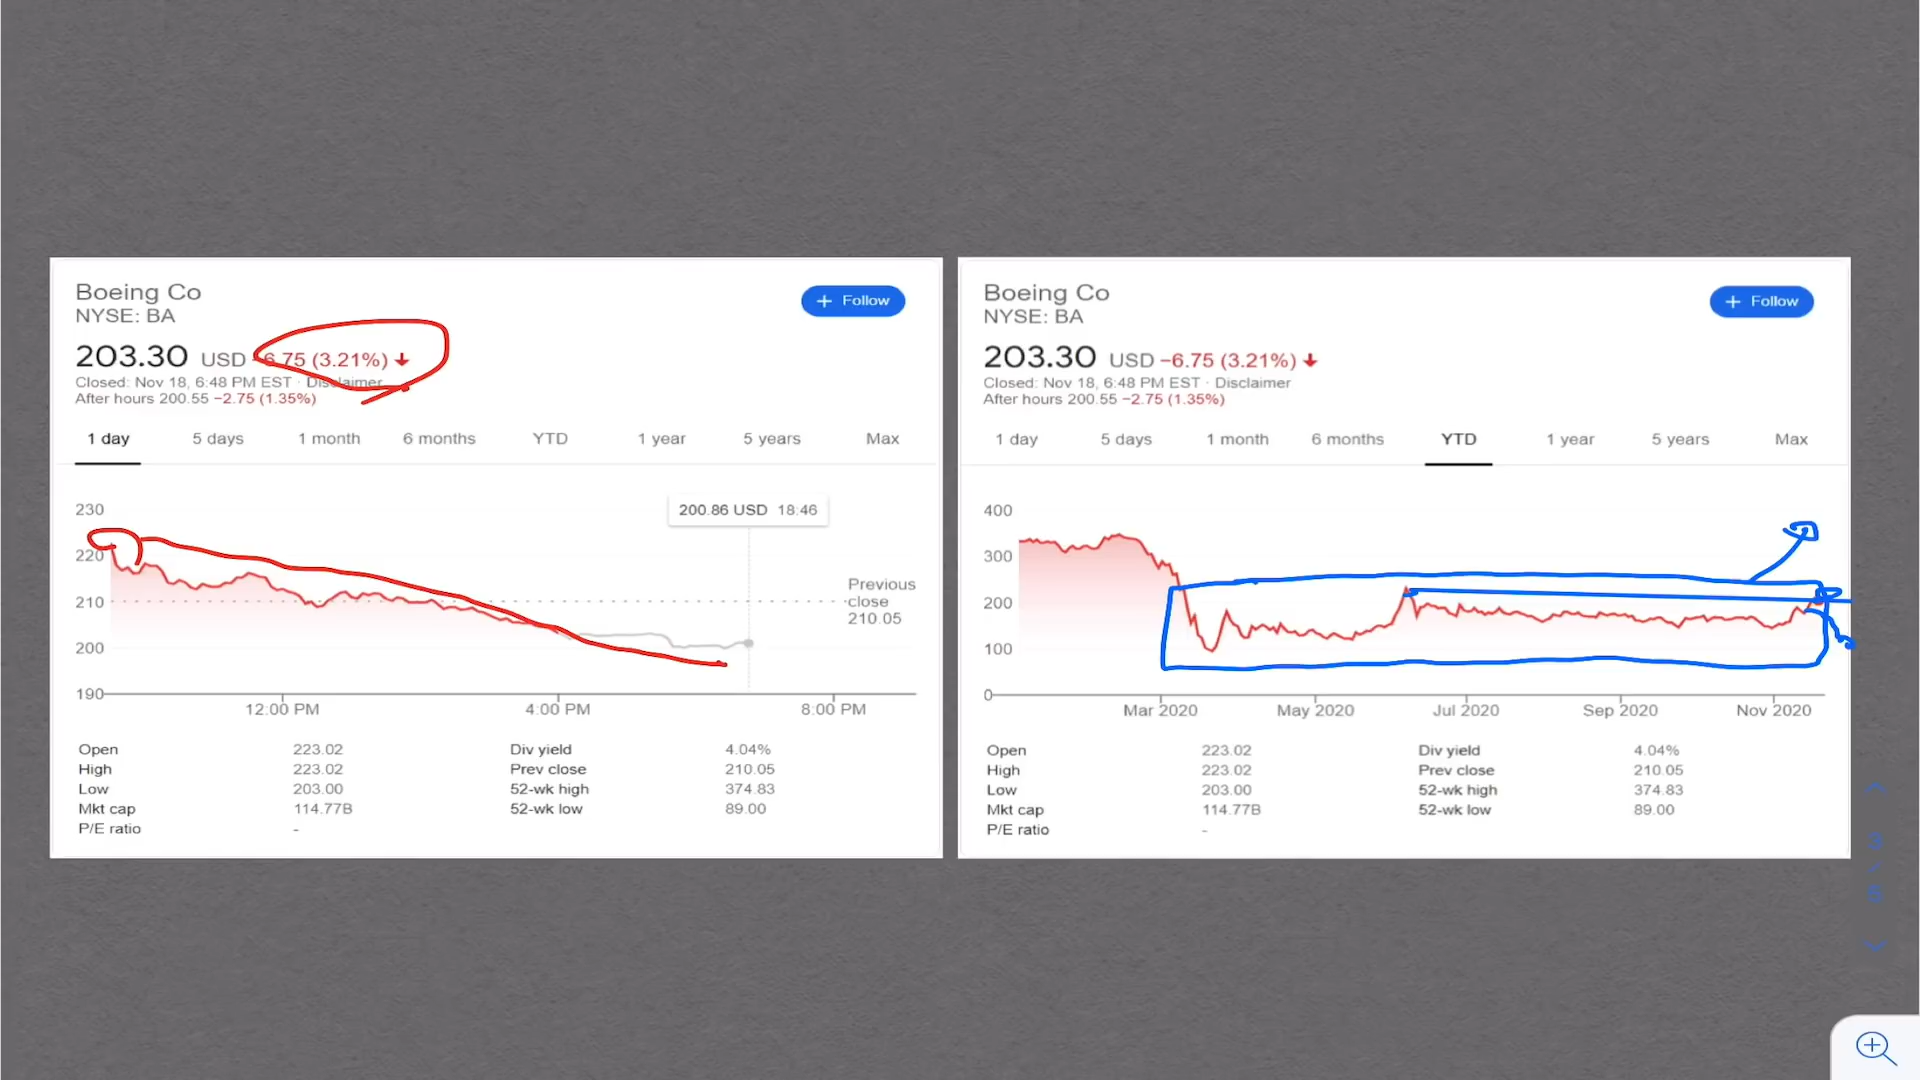 Boeing Co
NYSE: BA
+ Follow
203.30 USD 6.75 (3.21%)
Closed: Nov 18, 6:48 PM EST · Disclaimer
After hours 200.55 −2.75 (1.35%)
1 day 5 days 1 month 6 months YTD 1 year 5 years Max
230
220
210
200
190
200.86 USD 18:46
Previous
close
210.05
12:00 PM 4:00 PM 8:00 PM
Open 223.02 Div yield 4.04%
High 223.02 Prev close 210.05
Low 203.00 52-wk high 374.83
Mkt cap 114.77B 52-wk low 89.00
P/E ratio -
Boeing Co
NYSE: BA
+ Follow
203.30 USD −6.75 (3.21%)
Closed: Nov 18, 6:48 PM EST · Disclaimer
After hours 200.55 −2.75 (1.35%)
1 day 5 days 1 month 6 months YTD 1 year 5 years Max
400
300
200
100
0
Mar 2020 May 2020 Jul 2020 Sep 2020 Nov 2020
Open 223.02 Div yield 4.04%
High 223.02 Prev close 210.05
Low 203.00 52-wk high 374.83
Mkt cap 114.77B 52-wk low 89.00
P/E ratio -